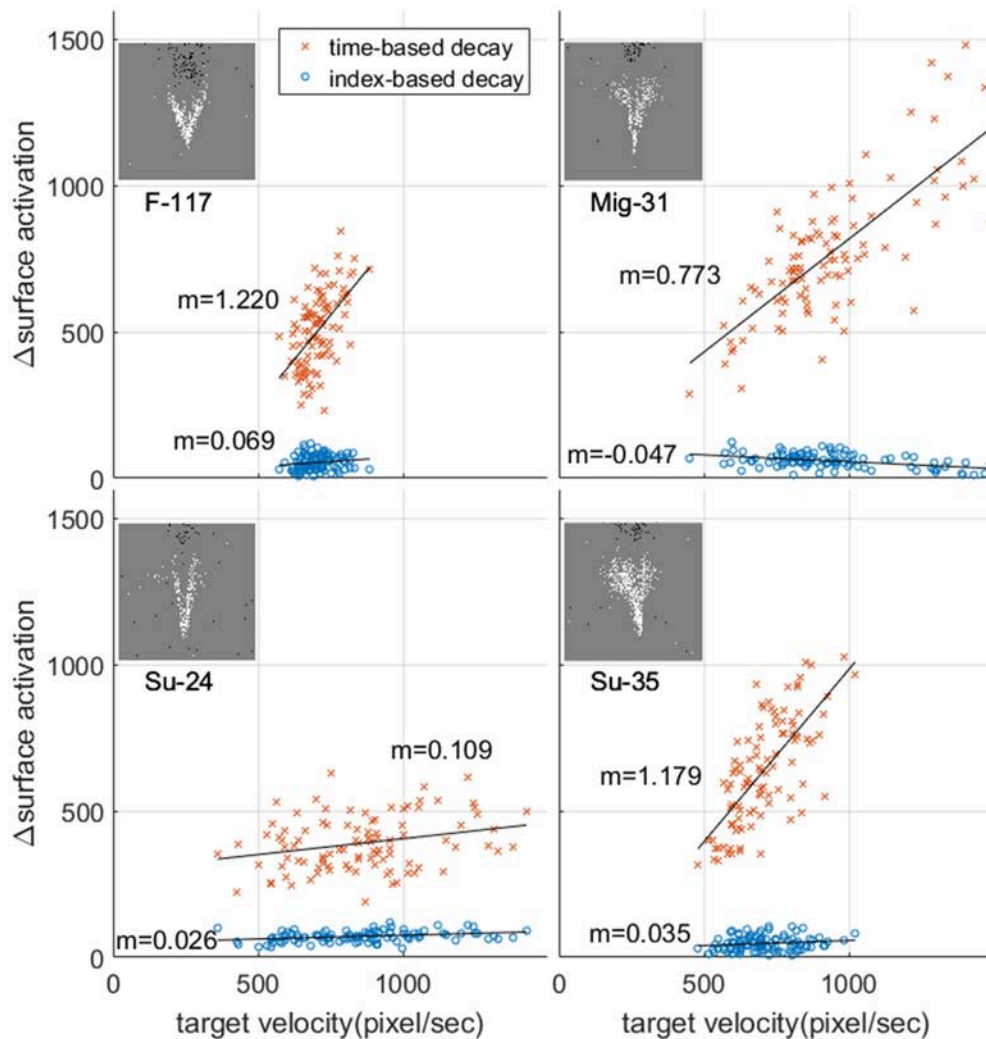 1500
1000
500
0
Δsurface activation
× time-based decay
○ index-based decay
F-117
m=1.220
m=0.069
Mig-31
m=0.773
m=-0.047
1500
1000
500
0
Δsurface activation
Su-24
m=0.109
m=0.026
0 500 1000
target velocity(pixel/sec)
Su-35
m=1.179
m=0.035
0 500 1000
target velocity(pixel/sec)